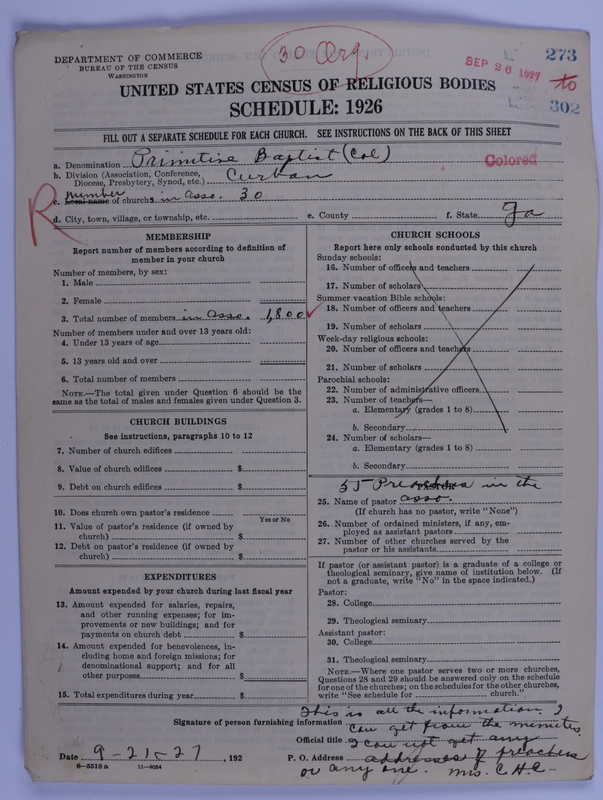 30 Org.
273
SEP 26 1927
to
302
DEPARTMENT OF COMMERCE
BUREAU OF THE CENSUS
WASHINGTON
UNITED STATES CENSUS OF RELIGIOUS BODIES
SCHEDULE: 1926
FILL OUT A SEPARATE SCHEDULE FOR EACH CHURCH. SEE INSTRUCTIONS ON THE BACK OF THIS SHEET
a. Denomination Primitive Baptist (Col)
Colored
b. Division (Association, Conference, Diocese, Presbytery, Synod, etc.)
R
c. Local name of church number in Asso. 30
d. City, town, village, or township, etc. e. County f. State Ga
MEMBERSHIP
Report number of members according to definition of
member in your church
Number of members, by sex:
1. Male
2. Female
3. Total number of members in asso. 1,800
Number of members under and over 13 years old:
4. Under 13 years of age
5. 13 years old and over
6. Total number of members
NOTE.—The total given under Question 6 should be
same as the total of males and females given under Question 3.
CHURCH BUILDINGS
See instructions, paragraphs 10 to 12
7. Number of church edifices
8. Value of church edifices $
9. Debt on church edifices $
10. Does church own pastor's residence
Yes or No
11. Value of pastor's residence (if owned by
church) $
12. Debt on pastor's residence (if owned by
church) $
EXPENDITURES
Amount expended by your church during last fiscal year
13. Amount expended for salaries, repairs,
and other running expenses; for im-
provements or new buildings; and for
payments on church debt $
14. Amount expended for benevolences, in-
cluding home and foreign missions; for
denominational support; and for all
other purposes $
15. Total expenditures during year $
CHURCH SCHOOLS
Report here only schools conducted by this church
Sunday schools:
16. Number of officers and teachers
17. Number of scholars
Summer vacation Bible schools:
18. Number of officers and teachers
19. Number of scholars
Week-day religious schools:
20. Number of officers and teachers
21. Number of scholars
Parochial schools:
22. Number of administrative officers
23. Number of teachers—
a. Elementary (grades 1 to 8)
b. Secondary
24. Number of scholars—
a. Elementary (grades 1 to 8)
b. Secondary
55 Preachers in the
PASTOR
25. Name of pastor asso.
(If church has no pastor, write "None")
26. Number of ordained ministers, if any, em-
ployed as assistant pastors
27. Number of other churches served by the
pastor or his assistants
If pastor (or assistant pastor) is a graduate of a college or
theological seminary, give name of institution below. (If
not a graduate, write "No" in the space indicated.)
Pastor:
28. College
29. Theological seminary
Assistant pastor:
30. College
31. Theological seminary
NOTE.—Where one pastor serves two or more churches,
Questions 28 and 29 should be answered only on the schedule
for one of the churches; on the schedules for the other churches,
write "See schedule for church."
This is all the information I
Signature of person furnishing information can get from the minutes.
Official title I can not get any
Date 9-21-27, 192 P. O. Address addresses of preachers
8—5518a 11—9054 or any one. Mrs. C.H.C.